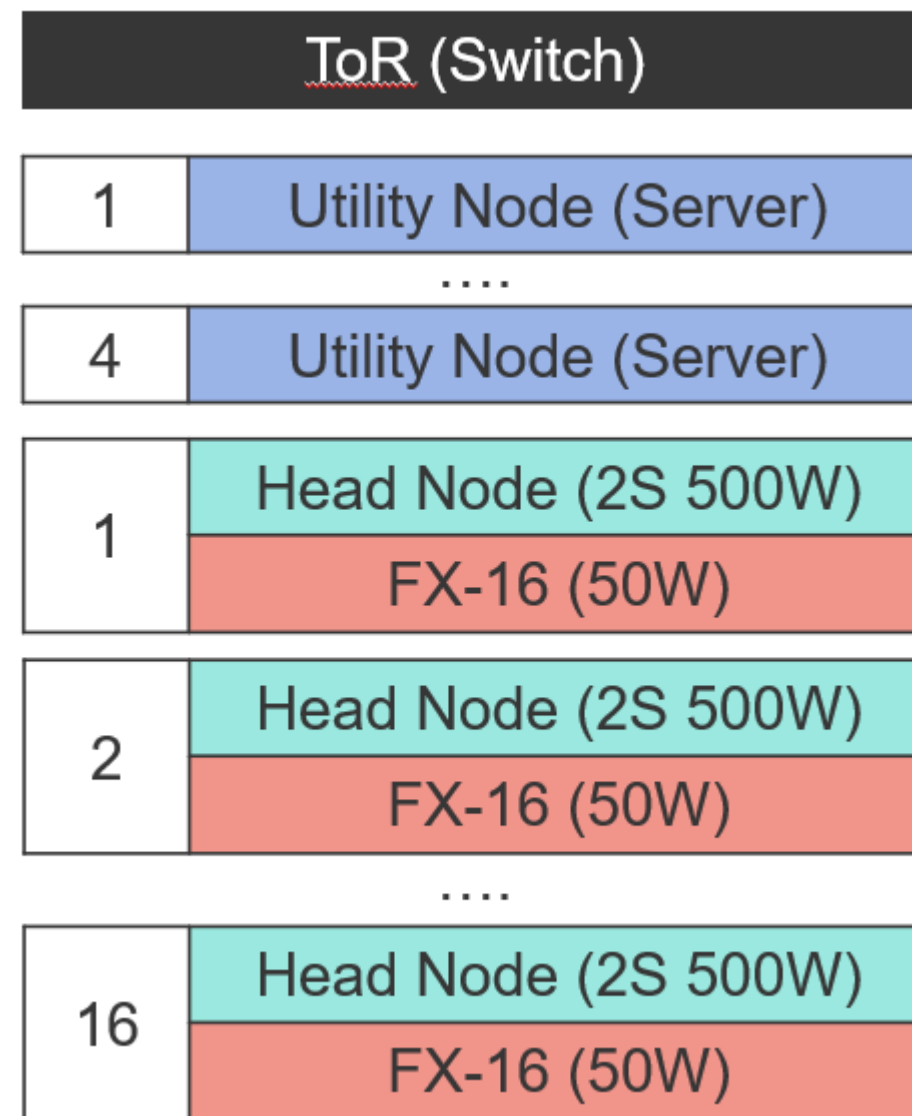 ToR (Switch)
1 Utility Node (Server)
....
4 Utility Node (Server)
1
Head Node (2S 500W)
FX-16 (50W)
2
Head Node (2S 500W)
FX-16 (50W)
....
16
Head Node (2S 500W)
FX-16 (50W)